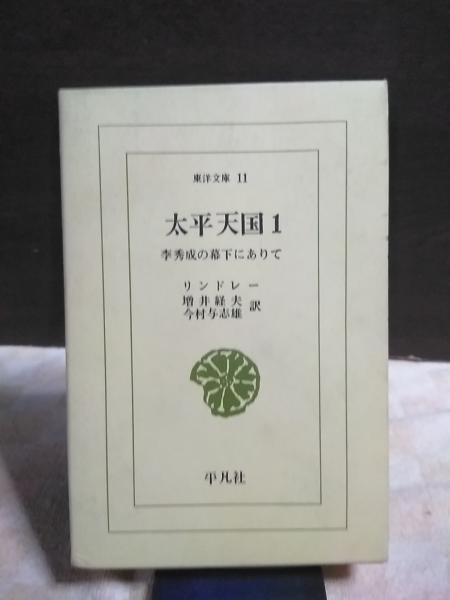 東洋文庫 11
太平天国 1
李秀成の幕下にありて
リンドレー
増井経夫
今村与志雄 訳
平凡社